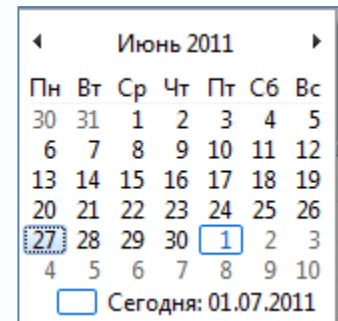 Июнь 2011
Пн Вт Ср Чт Пт Сб Вс
30 31 1 2 3 4 5
6 7 8 9 10 11 12
13 14 15 16 17 18 19
20 21 22 23 24 25 26
27 28 29 30 1 2 3
4 5 6 7 8 9 10
Сегодня: 01.07.2011